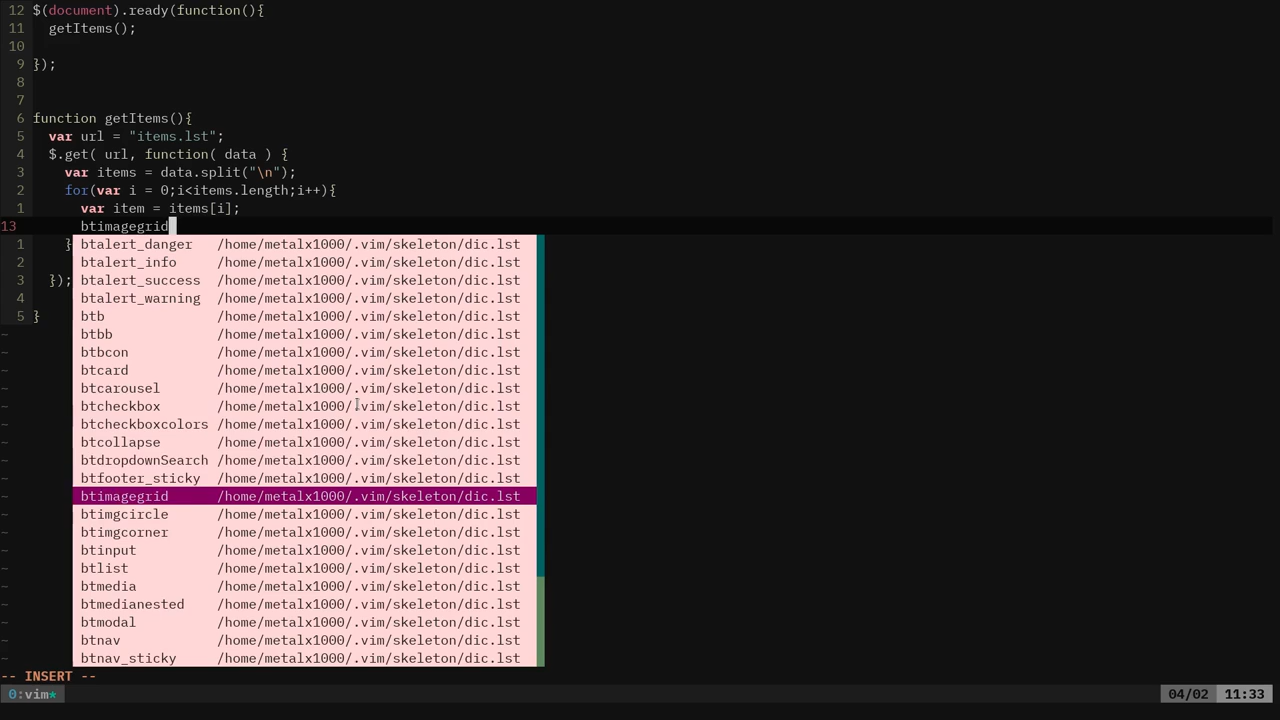 12 $(document).ready(function(){
11   getItems();
10
9 });
8
7
6 function getItems(){
5   var url = "items.lst";
4   $.get( url, function( data ) {
3     var items = data.split("\n");
2     for(var i = 0;i<items.length;i++){
1       var item = items[i];
13      btimagegrid
1     } btalert_danger /home/metalx1000/.vim/skeleton/dic.lst
2 btalert_info /home/metalx1000/.vim/skeleton/dic.lst
3   }); btalert_success /home/metalx1000/.vim/skeleton/dic.lst
4 btalert_warning /home/metalx1000/.vim/skeleton/dic.lst
5 } btb /home/metalx1000/.vim/skeleton/dic.lst
~ btbb /home/metalx1000/.vim/skeleton/dic.lst
~ btbcon /home/metalx1000/.vim/skeleton/dic.lst
~ btcard /home/metalx1000/.vim/skeleton/dic.lst
~ btcarousel /home/metalx1000/.vim/skeleton/dic.lst
~ btcheckbox /home/metalx1000/.vim/skeleton/dic.lst
~ btcheckboxcolors /home/metalx1000/.vim/skeleton/dic.lst
~ btcollapse /home/metalx1000/.vim/skeleton/dic.lst
~ btdropdownSearch /home/metalx1000/.vim/skeleton/dic.lst
~ btfooter_sticky /home/metalx1000/.vim/skeleton/dic.lst
~ btimagegrid /home/metalx1000/.vim/skeleton/dic.lst
~ btimgcircle /home/metalx1000/.vim/skeleton/dic.lst
~ btimgcorner /home/metalx1000/.vim/skeleton/dic.lst
~ btinput /home/metalx1000/.vim/skeleton/dic.lst
~ btlist /home/metalx1000/.vim/skeleton/dic.lst
~ btmedia /home/metalx1000/.vim/skeleton/dic.lst
~ btmedianested /home/metalx1000/.vim/skeleton/dic.lst
~ btmodal /home/metalx1000/.vim/skeleton/dic.lst
~ btnav /home/metalx1000/.vim/skeleton/dic.lst
~ btnav_sticky /home/metalx1000/.vim/skeleton/dic.lst
-- INSERT --
0:vim* 04/02 11:33